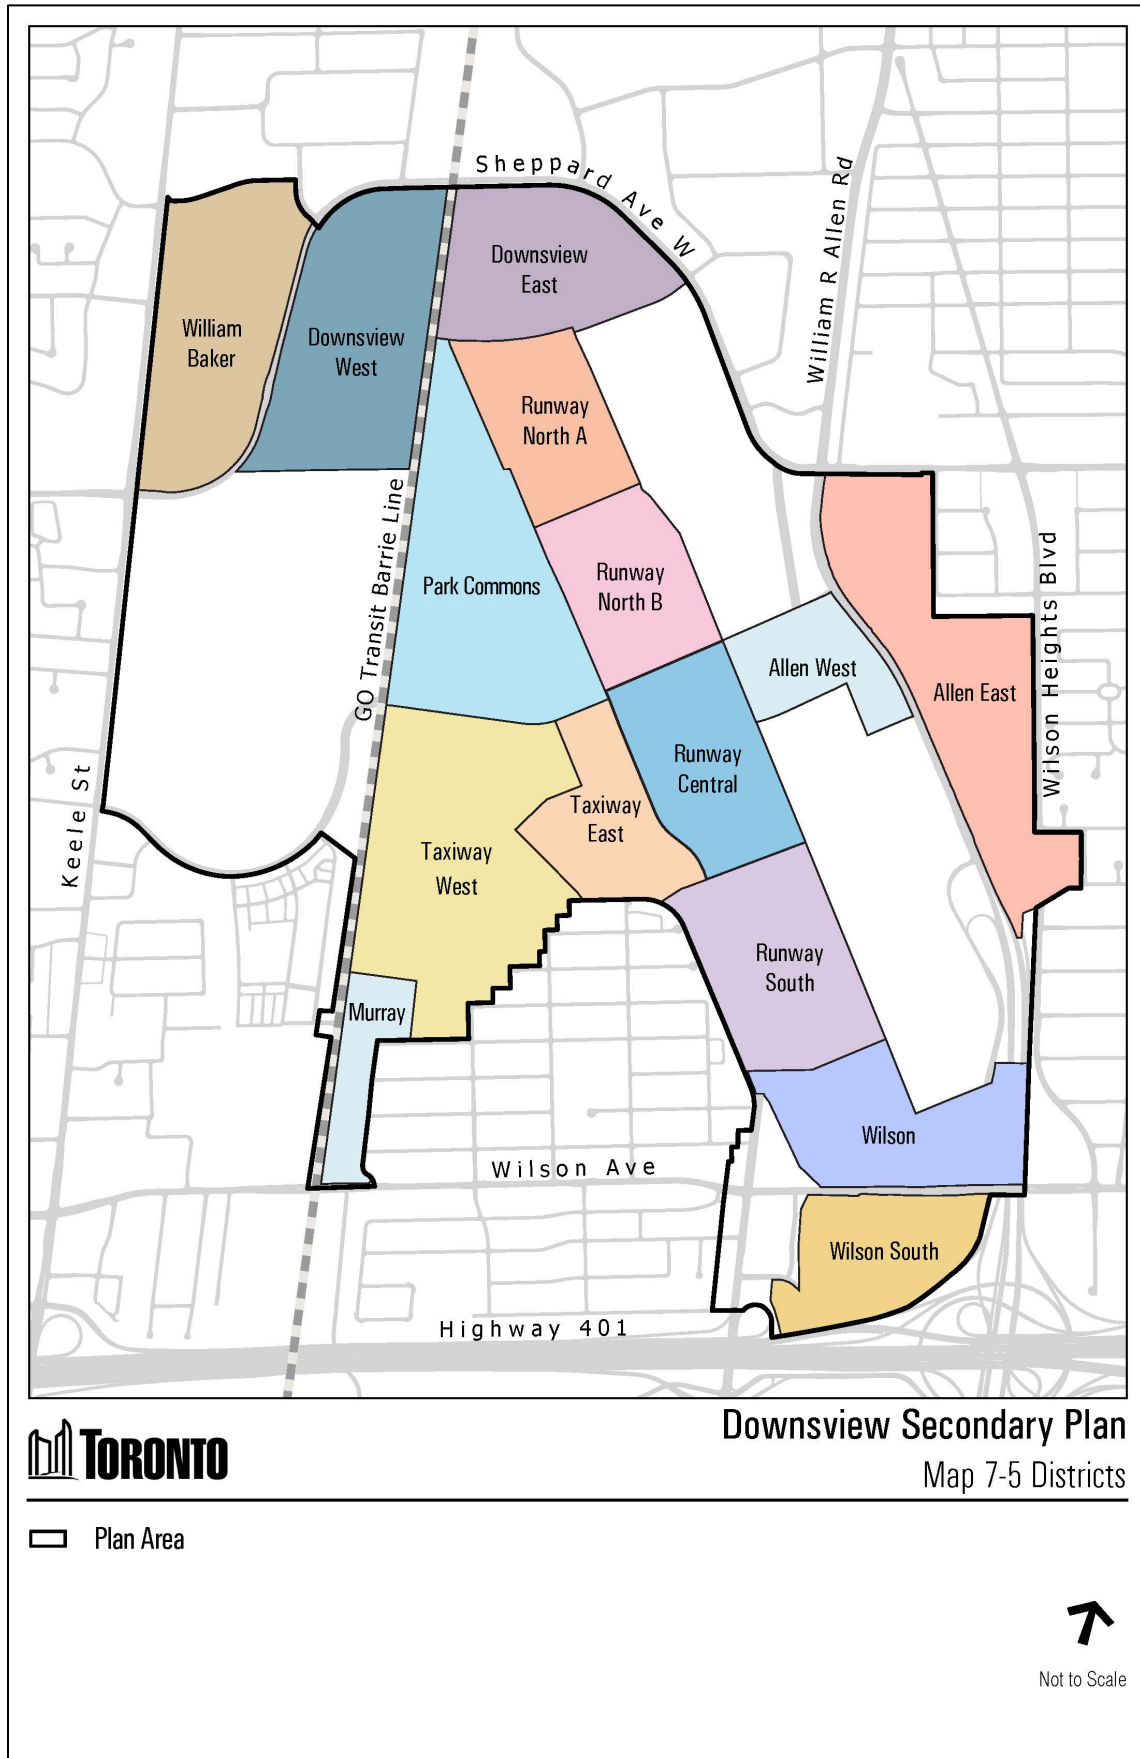 Sheppard Ave W
William R Allen Rd
Downsview
East
William
Baker
Downsview
West
Runway
North A
GO Transit Barrie Line
Park Commons
Runway
North B
Wilson Heights Blvd
Allen West
Allen East
Keele St
Runway
Central
Taxiway
East
Taxiway
West
Runway
South
Murray
Wilson
Wilson Ave
Wilson South
Highway 401
TORONTO
Downsview Secondary Plan
Map 7-5 Districts
Plan Area
Not to Scale